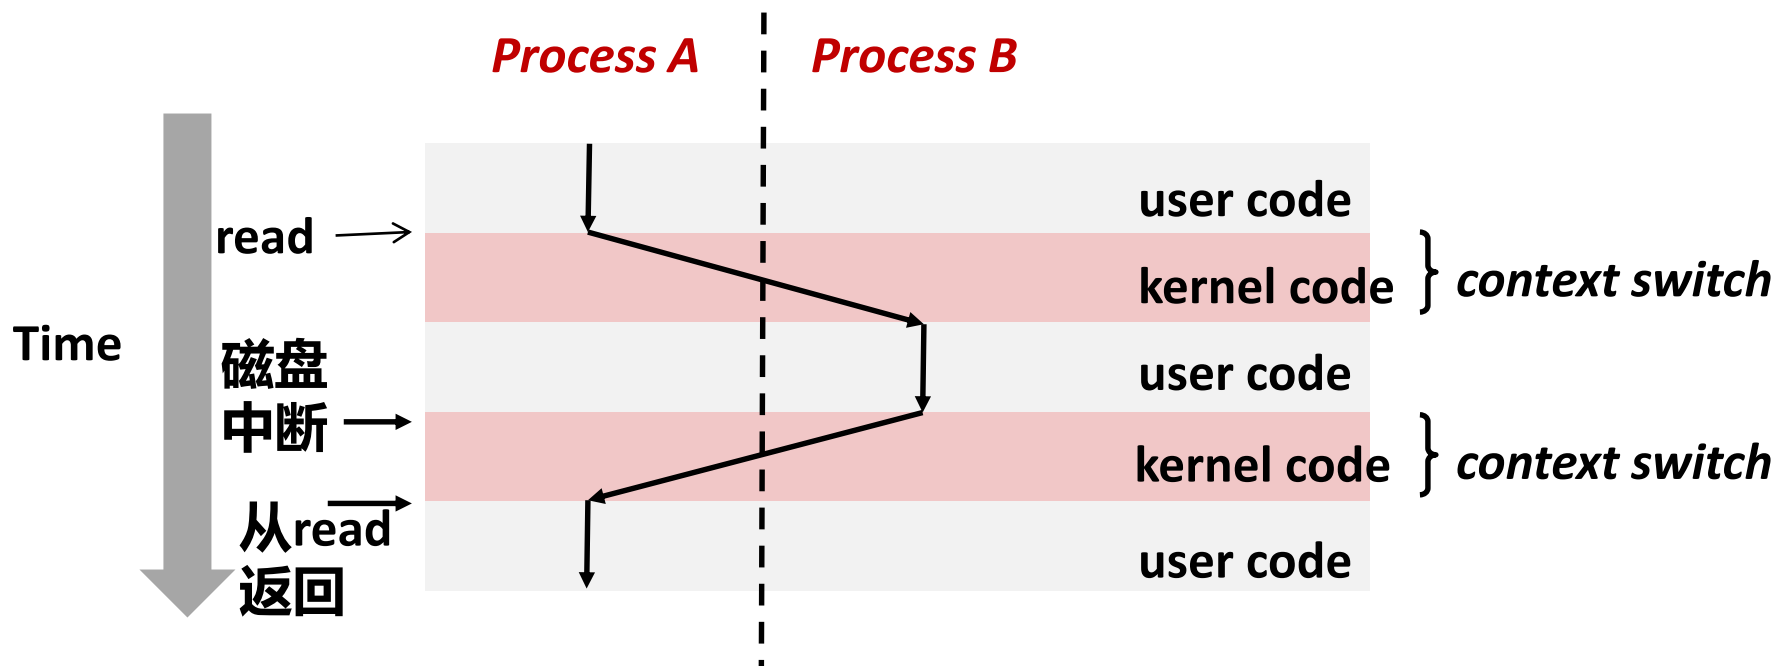 Process A
Process B
user code
read
kernel code
context switch
Time
磁盘
中断
user code
kernel code
context switch
从read
返回
user code